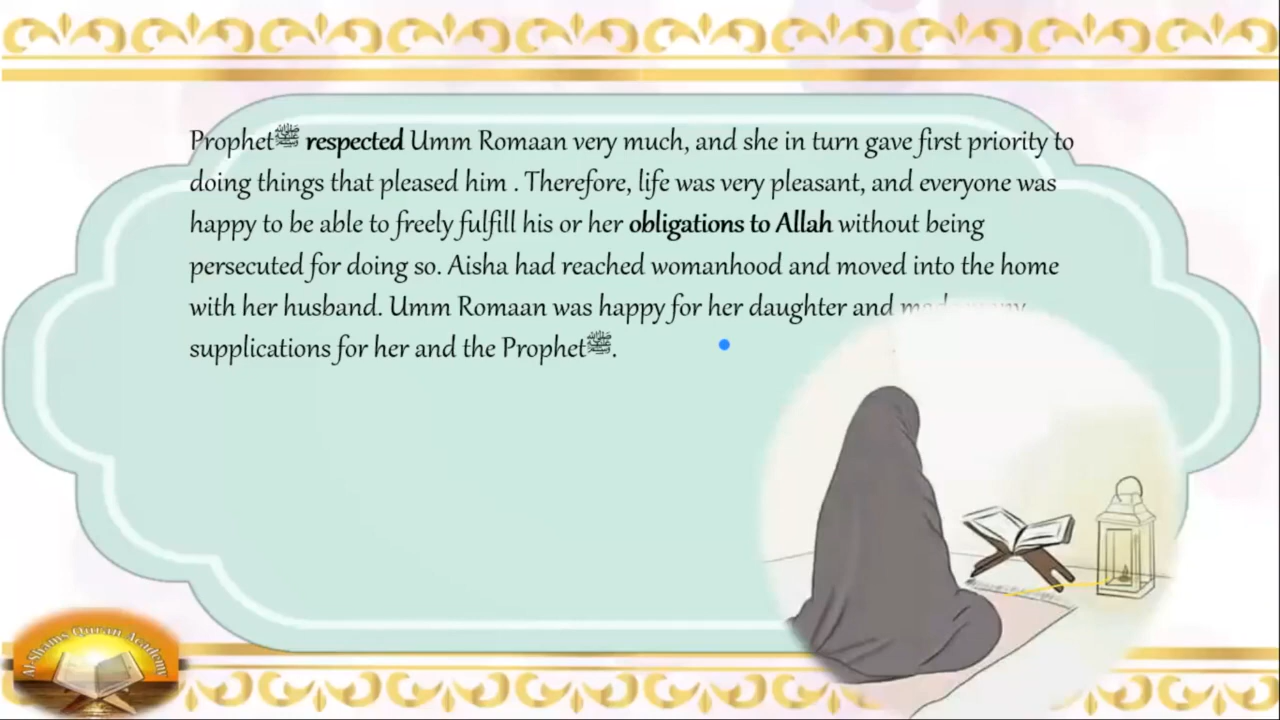 Prophetﷺ respected Umm Romaan very much, and she in turn gave first priority to
doing things that pleased him . Therefore, life was very pleasant, and everyone was
happy to be able to freely fulfill his or her obligations to Allah without being
persecuted for doing so. Aisha had reached womanhood and moved into the home
with her husband. Umm Romaan was happy for her daughter and
supplications for her and the Prophetﷺ.
Al-Shams Quran Academy